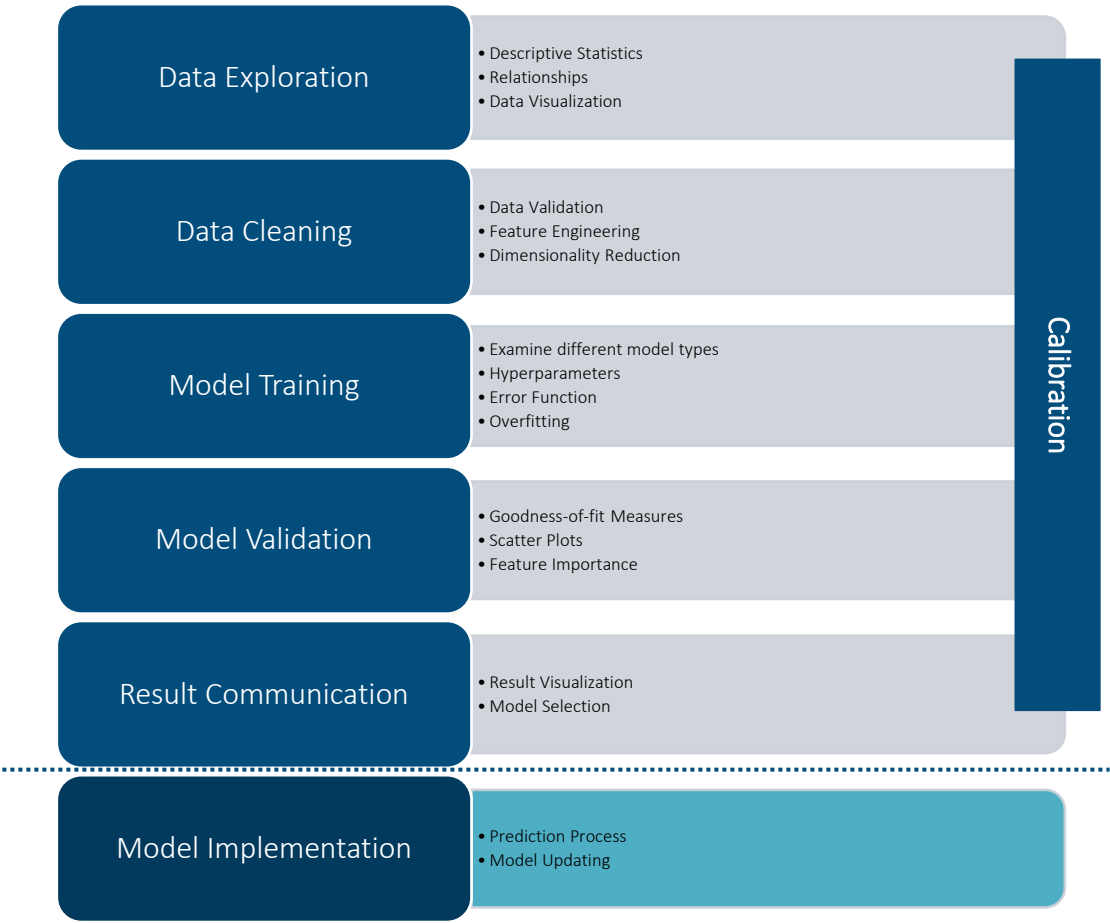 Data Exploration
• Descriptive Statistics
• Relationships
• Data Visualization
Data Cleaning
• Data Validation
• Feature Engineering
• Dimensionality Reduction
Model Training
• Examine different model types
• Hyperparameters
• Error Function
• Overfitting
Model Validation
• Goodness-of-fit Measures
• Scatter Plots
• Feature Importance
Result Communication
• Result Visualization
• Model Selection
Calibration
Model Implementation
• Prediction Process
• Model Updating